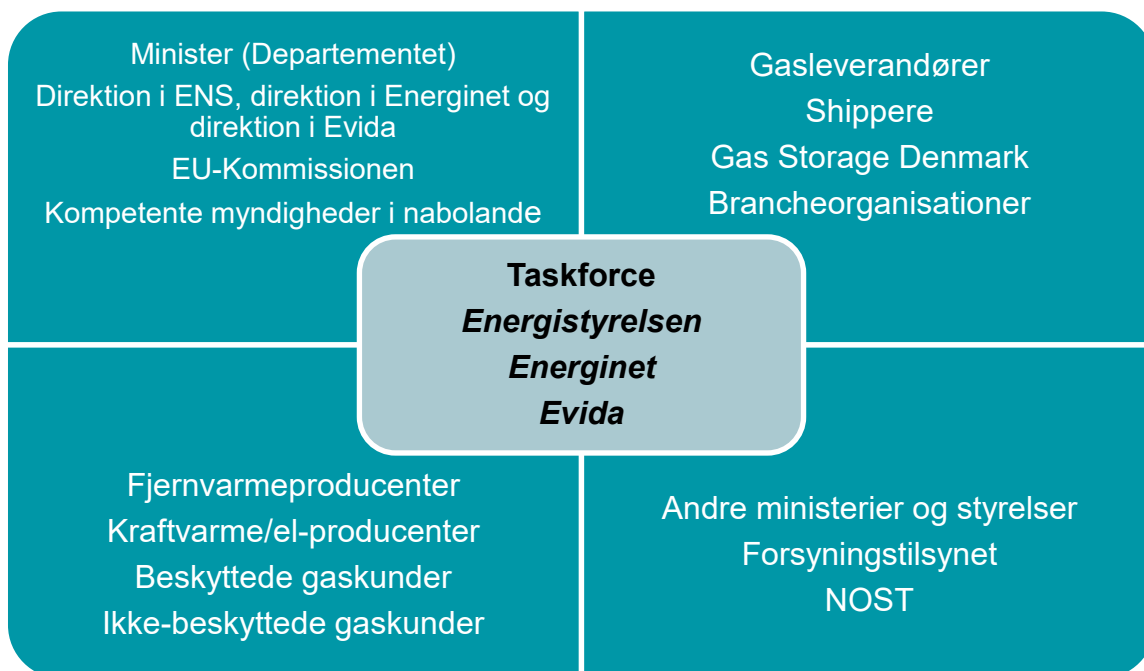 Minister (Departementet)
Direktion i ENS, direktion i Energinet og
direktion i Evida
EU-Kommissionen
Kompetente myndigheder i nabolande
Gasleverandører
Shippere
Gas Storage Denmark
Brancheorganisationer
Taskforce
Energistyrelsen
Energinet
Evida
Fjernvarmeproducenter
Kraftvarme/el-producenter
Beskyttede gaskunder
Ikke-beskyttede gaskunder
Andre ministerier og styrelser
Forsyningstilsynet
NOST